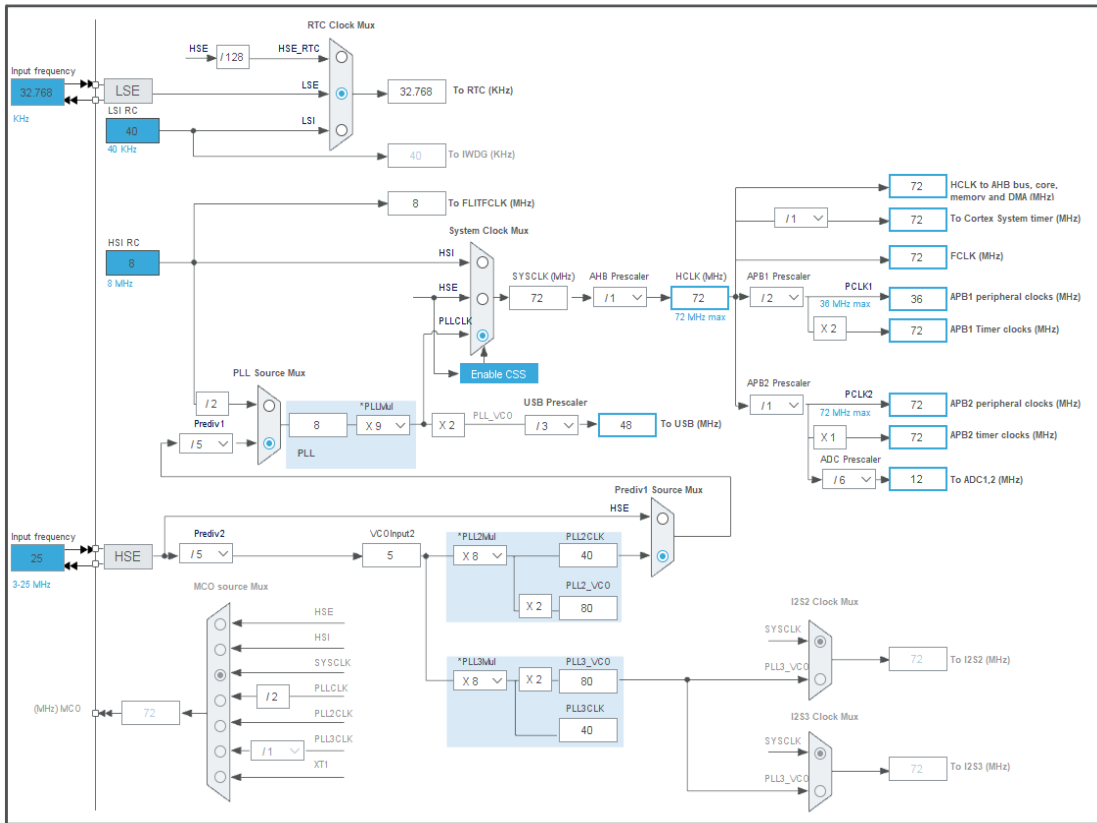 RTC Clock Mux
HSE
/ 128
HSE_RTC
Input frequency
32.768
KHz
LSE
LSE
32.768
To RTC (KHz)
LSI RC
40
40 KHz
LSI
40
To IWDG (KHz)
8
To FLITFCLK (MHz)
HSI RC
8
8 MHz
System Clock Mux
HSI
HSE
PLLCLK
Enable CSS
SYSCLK (MHz)
72
AHB Prescaler
/ 1
HCLK (MHz)
72
72 MHz max
72
HCLK to AHB bus, core,
memory and DMA (MHz)
/ 1
72
To Cortex System timer (MHz)
72
FCLK (MHz)
APB1 Prescaler
/ 2
PCLK1
36 MHz max
36
APB1 peripheral clocks (MHz)
X 2
72
APB1 Timer clocks (MHz)
APB2 Prescaler
/ 1
PCLK2
72 MHz max
72
APB2 peripheral clocks (MHz)
X 1
72
APB2 timer clocks (MHz)
ADC Prescaler
/ 6
12
To ADC1,2 (MHz)
PLL Source Mux
/ 2
Prediv1
/ 5
8
*PLLMul
X 9
PLL
X 2
PLL_VCO
USB Prescaler
/ 3
48
To USB (MHz)
Prediv1 Source Mux
HSE
Input frequency
25
3-25 MHz
HSE
Prediv2
/ 5
VCOInput2
5
*PLL2Mul
X 8
PLL2CLK
40
X 2
PLL2_VCO
80
*PLL3Mul
X 8
X 2
PLL3_VCO
80
PLL3CLK
40
MCO source Mux
HSE
HSI
SYSCLK
PLLCLK
/ 2
PLL2CLK
PLL3CLK
/ 1
XT1
(MHz) MCO
72
I2S2 Clock Mux
SYSCLK
PLL3_VCO
72
To I2S2 (MHz)
I2S3 Clock Mux
SYSCLK
PLL3_VCO
72
To I2S3 (MHz)